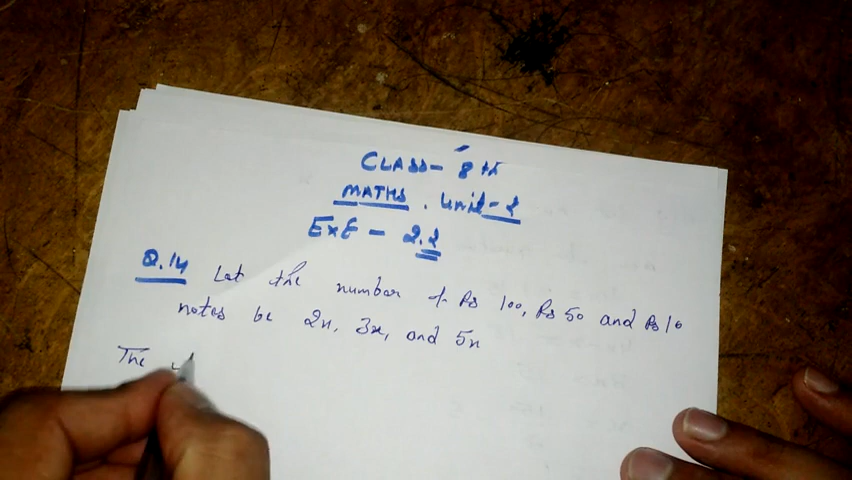 CLASS- 8th
MATHS. Unit-2
EXE - 2.2
Q.14 Let the number of Rs 100, Rs 50 and Rs 10
notes be 2x, 3x, and 5x
The